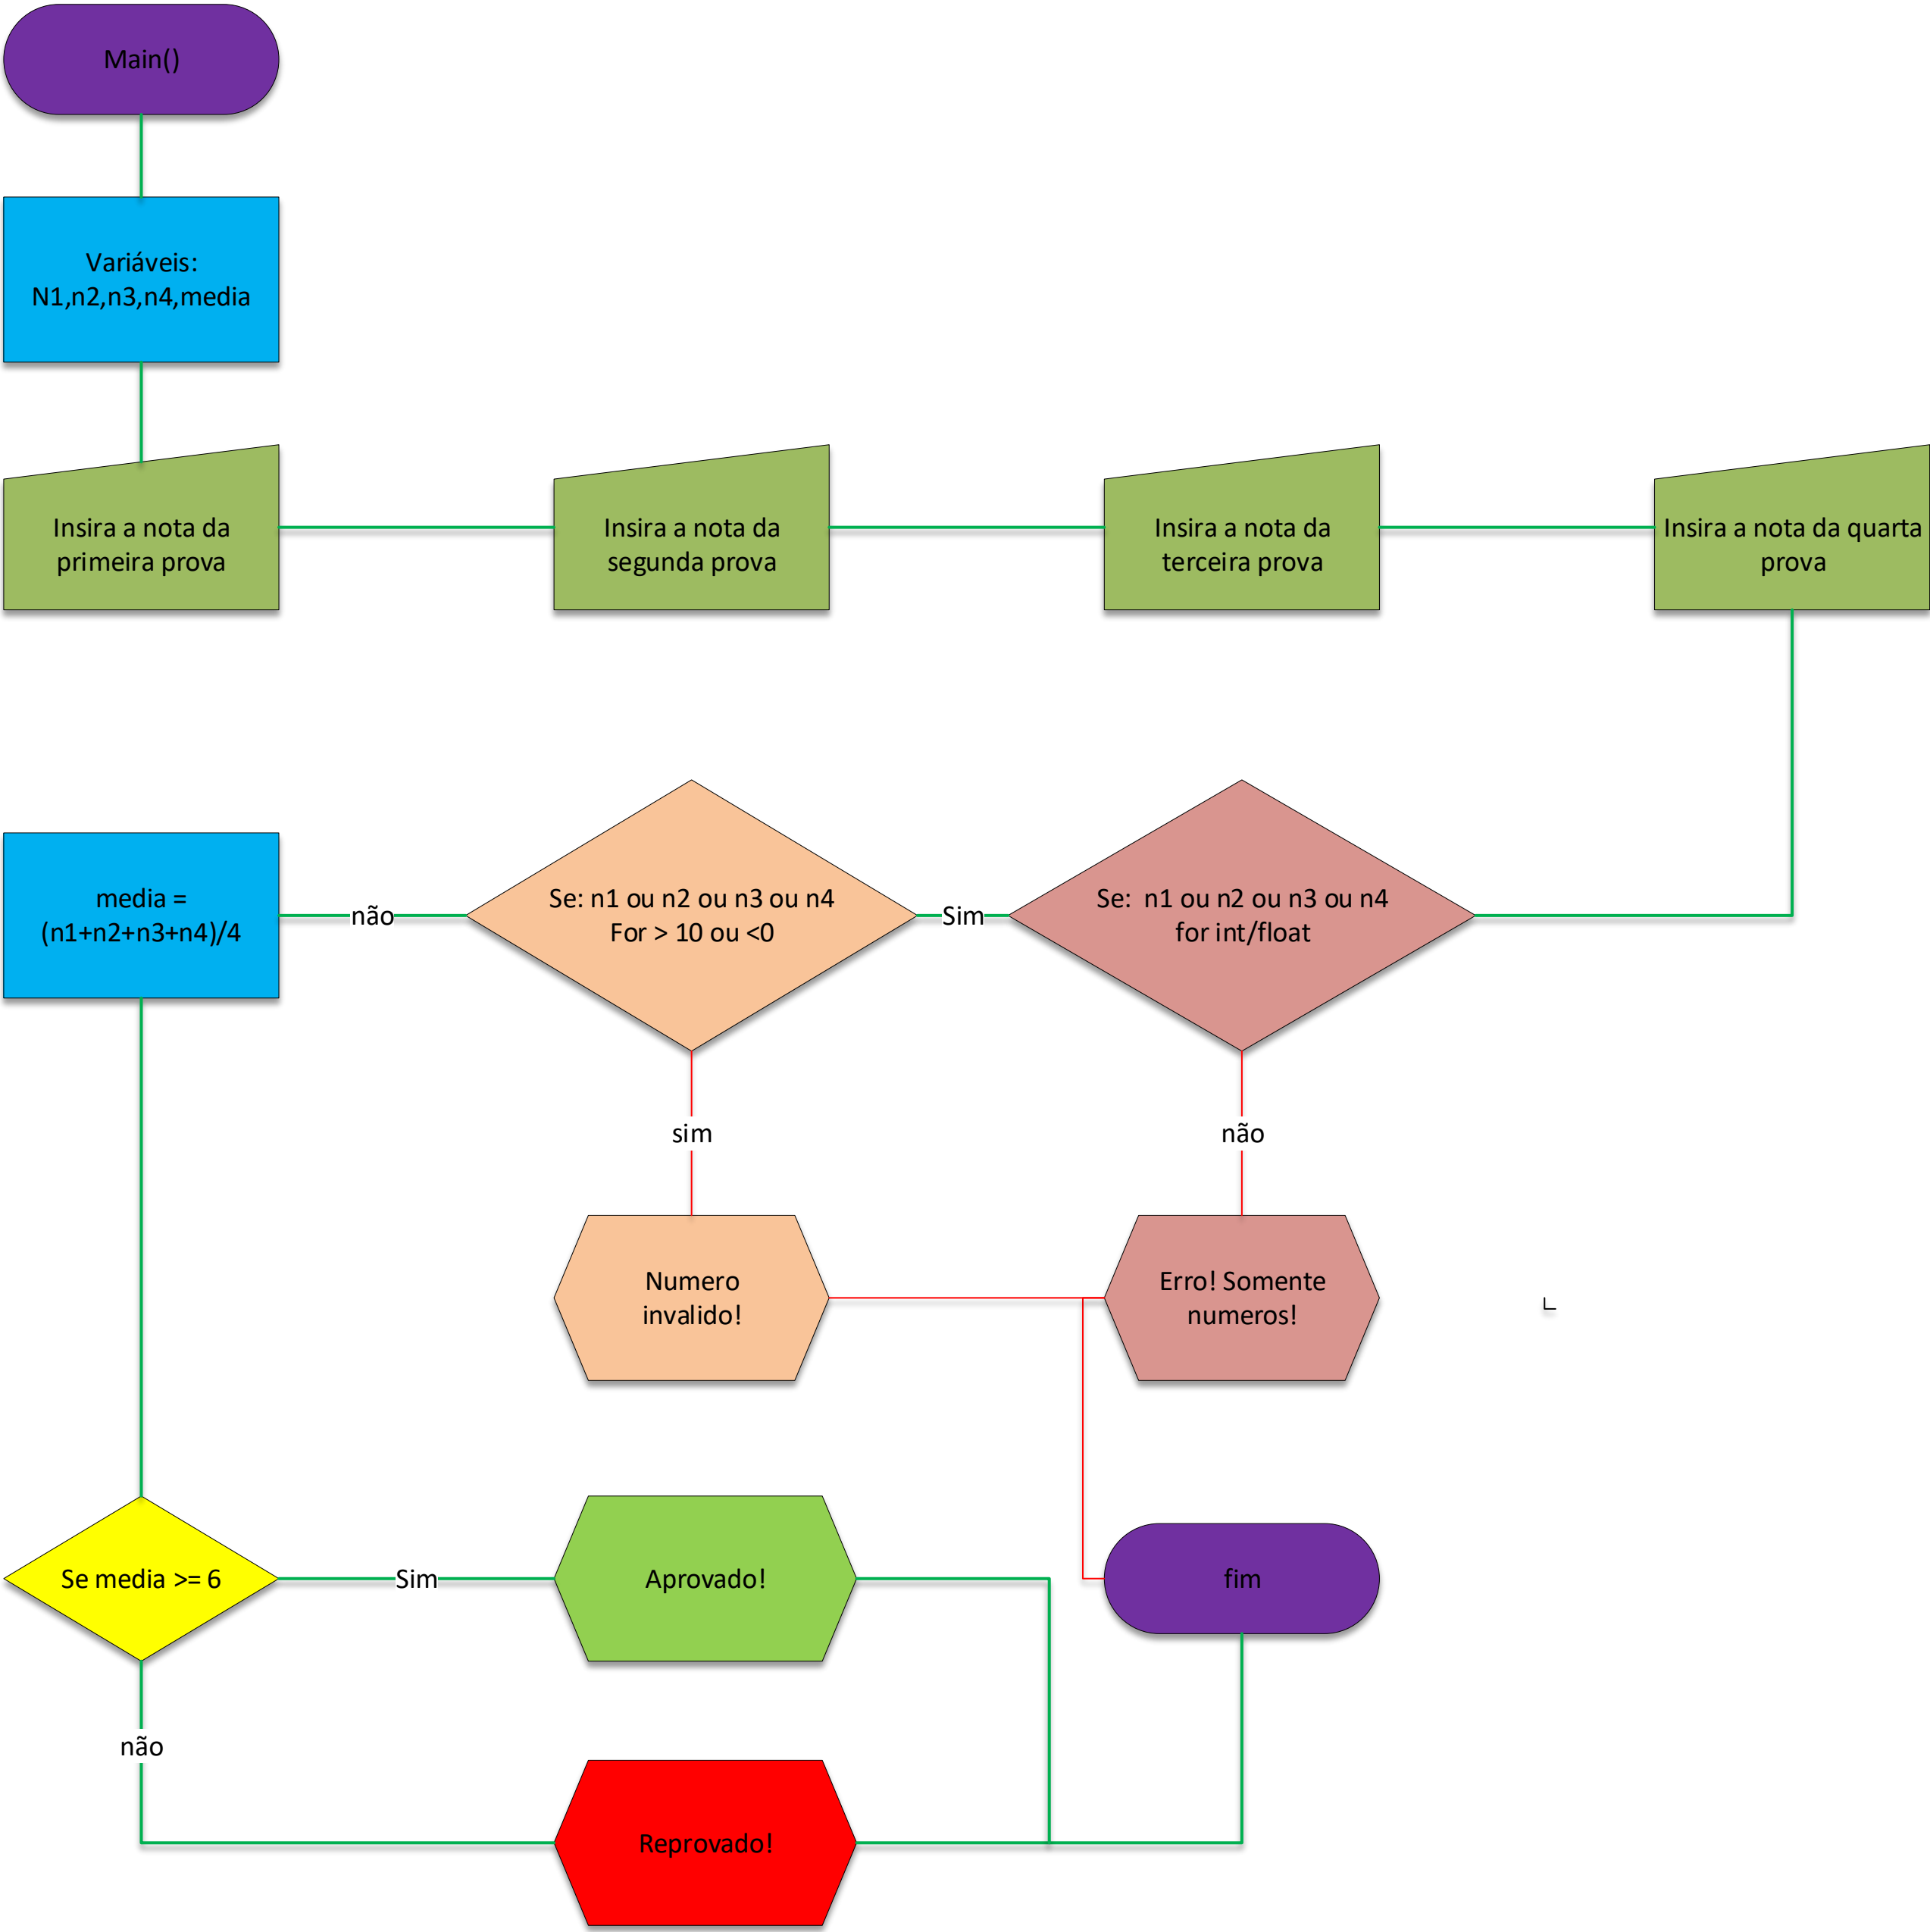 Main()
Variáveis:
N1,n2,n3,n4,media
Insira a nota da
primeira prova
Insira a nota da
segunda prova
Insira a nota da
terceira prova
Insira a nota da quarta
prova
media =
(n1+n2+n3+n4)/4
não
Se: n1 ou n2 ou n3 ou n4
For > 10 ou <0
Sim
Se:  n1 ou n2 ou n3 ou n4
for int/float
sim
não
Numero
invalido!
Erro! Somente
numeros!
Se media >= 6
Sim
Aprovado!
fim
não
Reprovado!